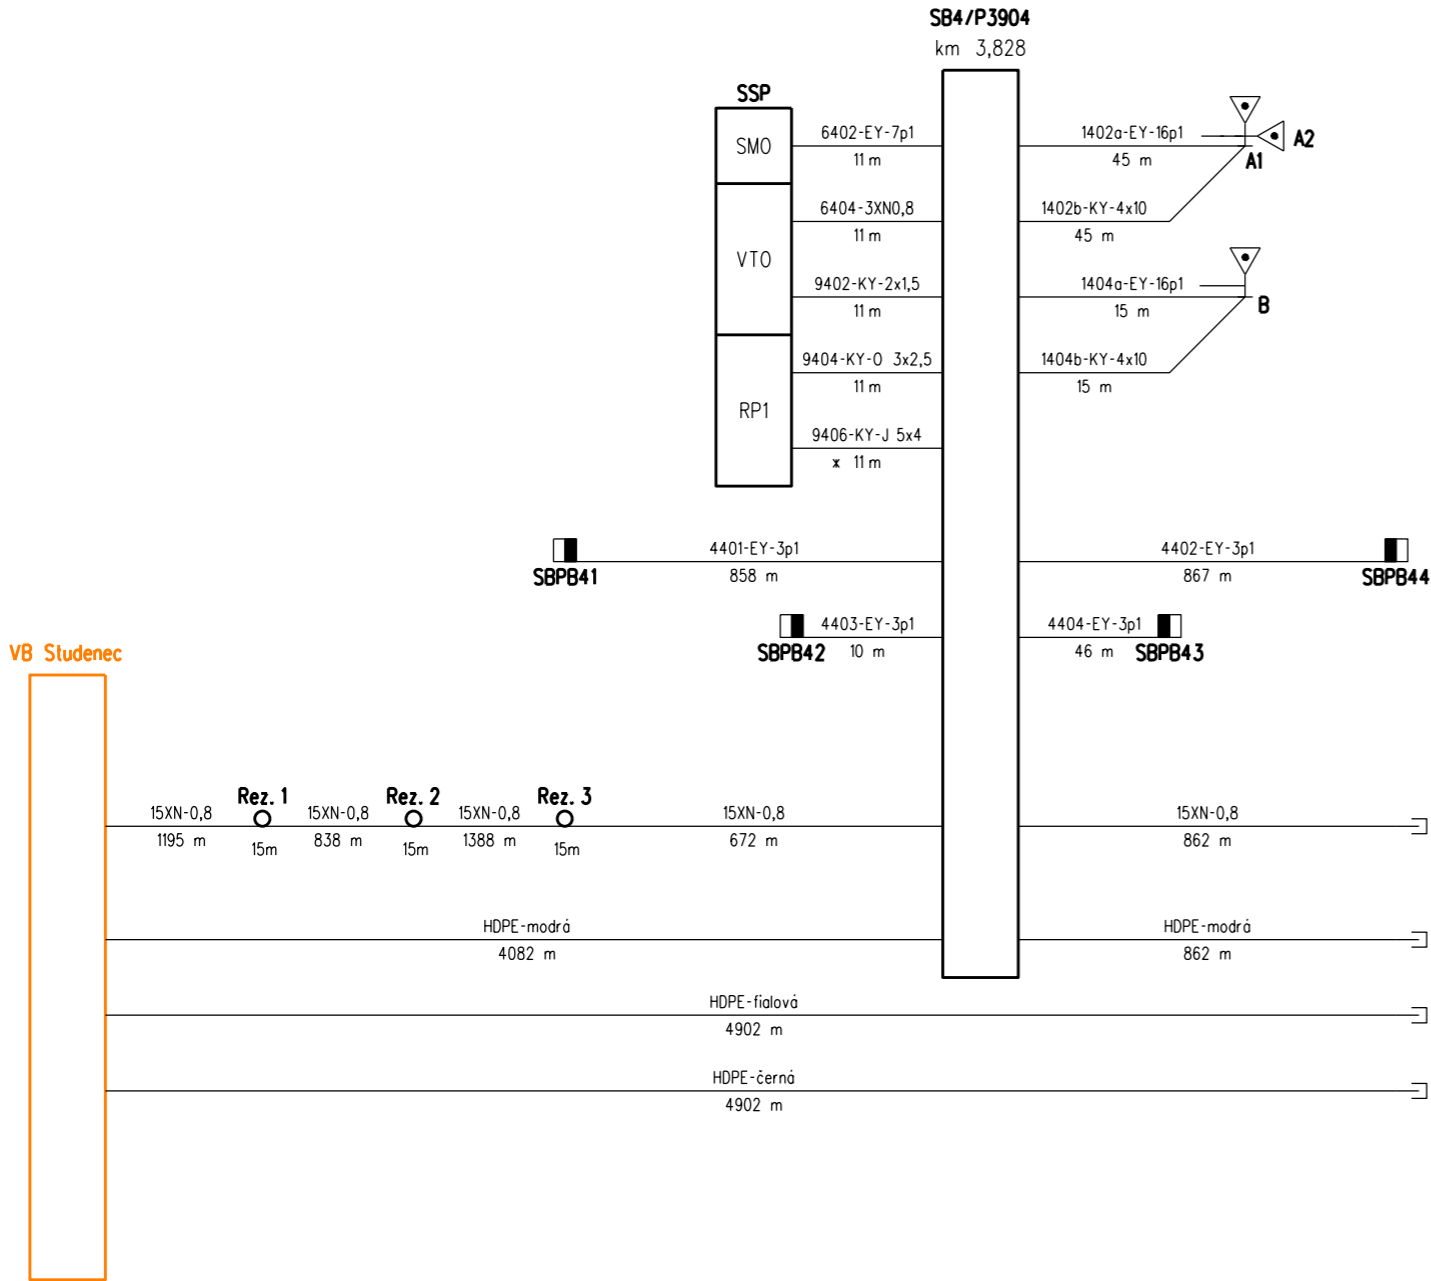 SB4/P3904
km 3,828
SSP
SMO
VTO
RP1
6402-EY-7p1
11 m
6404-3XN0,8
11 m
9402-KY-2x1,5
11 m
9404-KY-O 3x2,5
11 m
9406-KY-J 5x4
* 11 m
1402a-EY-16p1
45 m
A1
A2
1402b-KY-4x10
45 m
1404a-EY-16p1
15 m
B
1404b-KY-4x10
15 m
4401-EY-3p1
858 m
SBPB41
4402-EY-3p1
867 m
SBPB44
4403-EY-3p1
10 m
SBPB42
4404-EY-3p1
46 m
SBPB43
VB Studenec
15XN-0,8
1195 m
Rez. 1
15m
15XN-0,8
838 m
Rez. 2
15m
15XN-0,8
1388 m
Rez. 3
15m
15XN-0,8
672 m
15XN-0,8
862 m
HDPE-modrá
4082 m
HDPE-modrá
862 m
HDPE-fialová
4902 m
HDPE-černá
4902 m